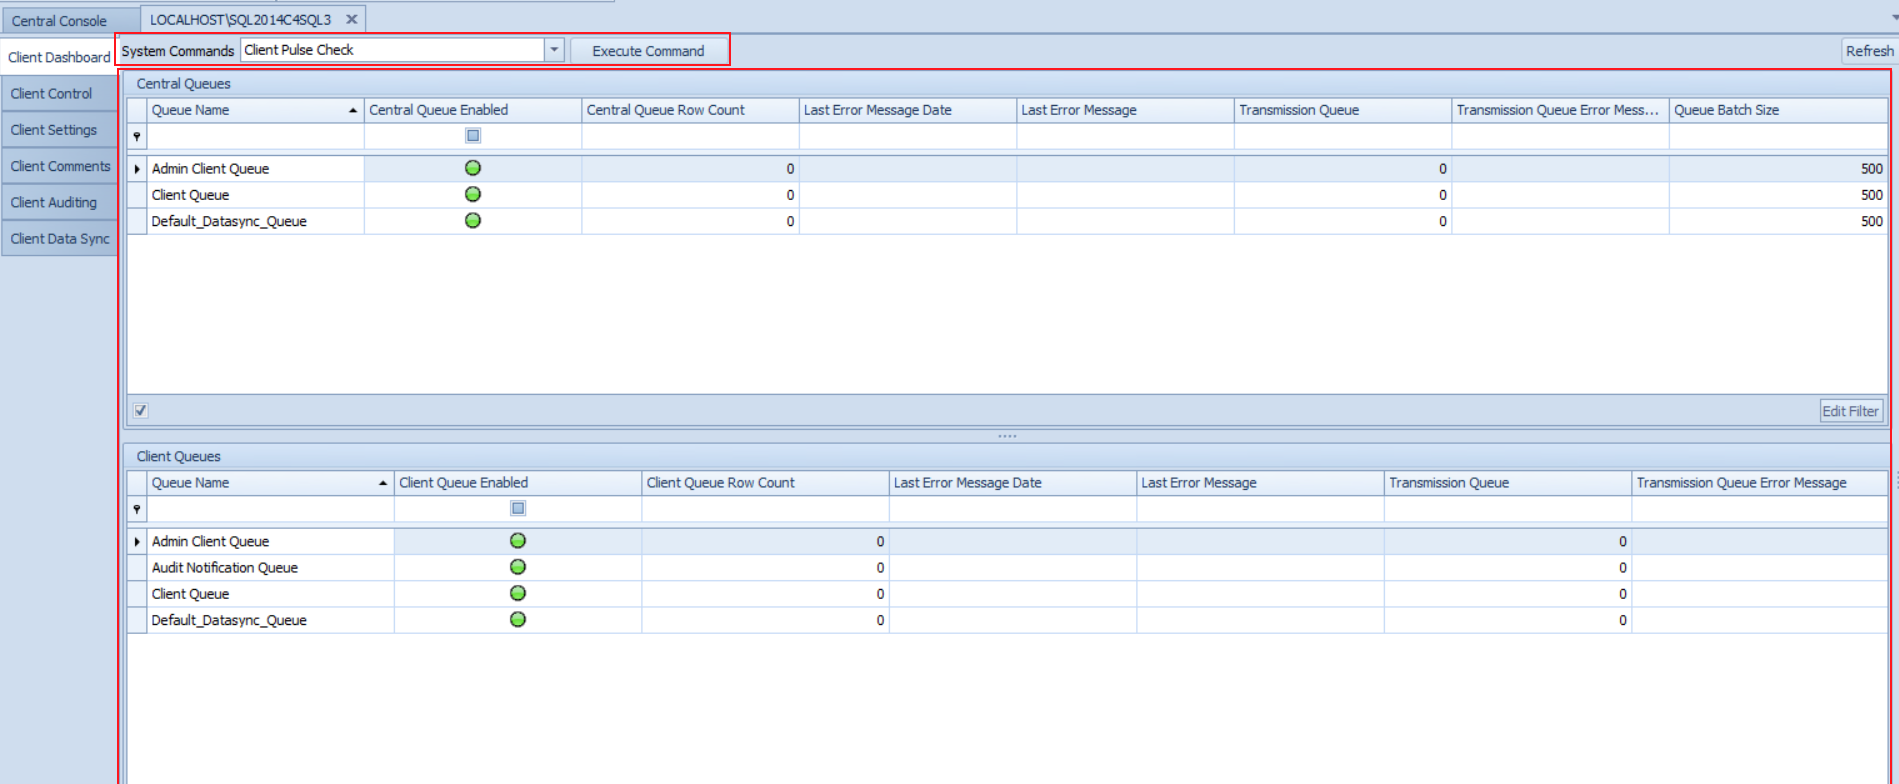 Central Console LOCALHOST\SQL2014C4SQL3
Client Dashboard System Commands Client Pulse Check Execute Command Refresh
Client Control
Client Settings
Client Comments
Client Auditing
Client Data Sync
Central Queues
Queue Name Central Queue Enabled Central Queue Row Count Last Error Message Date Last Error Message Transmission Queue Transmission Queue Error Mess... Queue Batch Size
Admin Client Queue 0 0 500
Client Queue 0 0 500
Default_Datasync_Queue 0 0 500
Edit Filter
Client Queues
Queue Name Client Queue Enabled Client Queue Row Count Last Error Message Date Last Error Message Transmission Queue Transmission Queue Error Message
Admin Client Queue 0 0
Audit Notification Queue 0 0
Client Queue 0 0
Default_Datasync_Queue 0 0